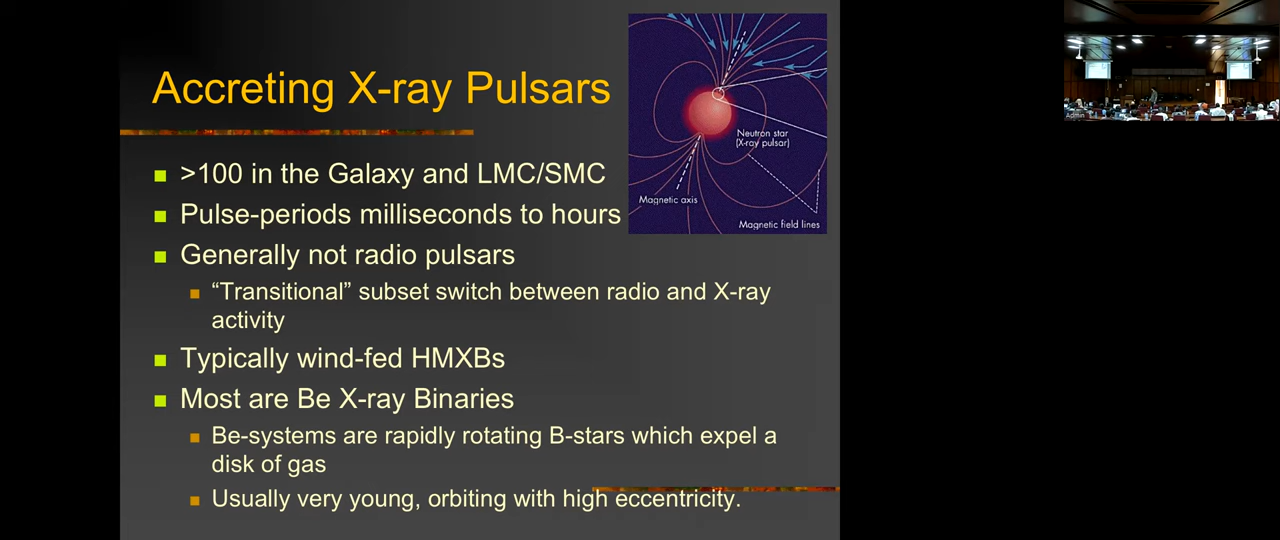 Accreting X-ray Pulsars
>100 in the Galaxy and LMC/SMC
Pulse-periods milliseconds to hours
Generally not radio pulsars
“Transitional” subset switch between radio and X-ray
activity
Typically wind-fed HMXBs
Most are Be X-ray Binaries
Be-systems are rapidly rotating B-stars which expel a
disk of gas
Usually very young, orbiting with high eccentricity.
Neutron star
(X-ray pulsar)
Magnetic axis
Magnetic field lines